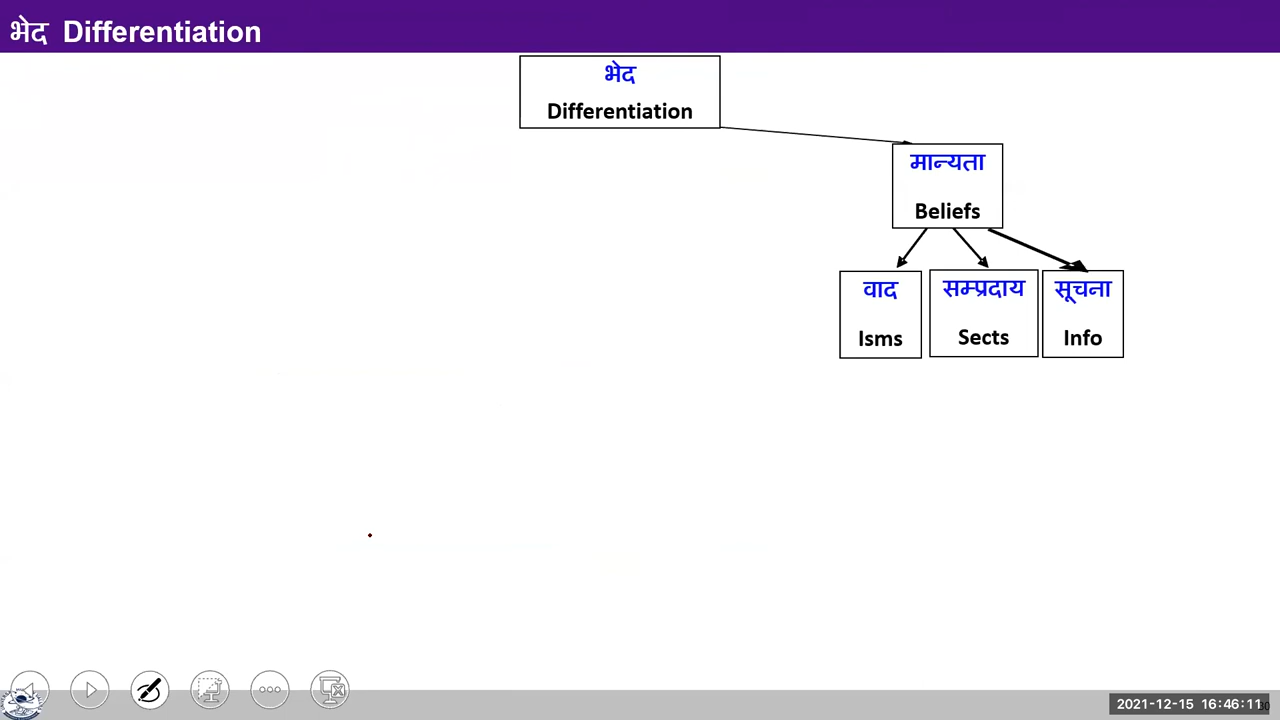 भेद Differentiation
भेद
Differentiation
मान्यता
Beliefs
वाद
Isms
सम्प्रदाय
Sects
सूचना
Info
2021-12-15 16:46:11